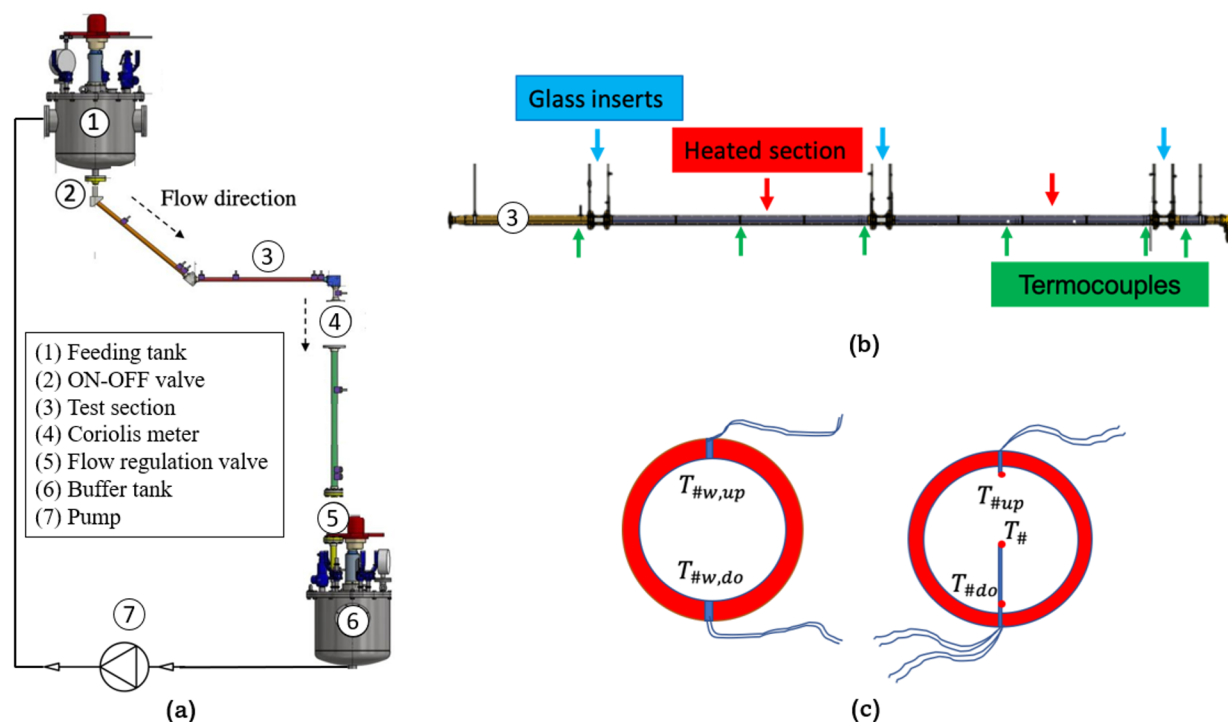 1
2
Flow direction
3
4
(1) Feeding tank
(2) ON-OFF valve
(3) Test section
(4) Coriolis meter
(5) Flow regulation valve
(6) Buffer tank
(7) Pump
5
6
7
(a)
Glass inserts
Heated section
3
Termocouples
(b)
T#w,up
T#w,do
T#up
T#
T#do
(c)